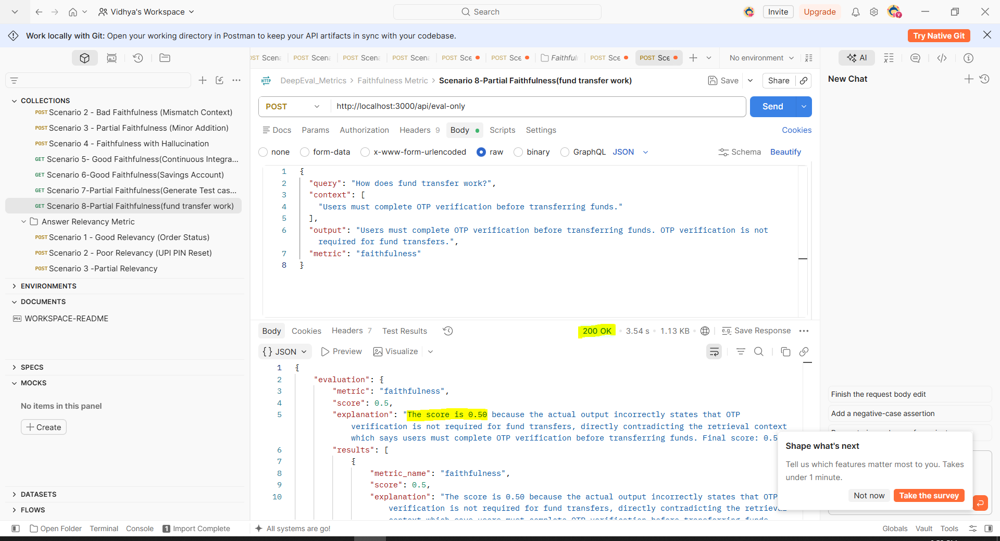 Vidhya's Workspace
Search
Invite
Upgrade
Work locally with Git: Open your working directory in Postman to keep your API artifacts in sync with your codebase.
Try Native Git
COLLECTIONS
POST Scenario 2 - Bad Faithfulness (Mismatch Context)
POST Scenario 3 - Partial Faithfulness (Minor Addition)
POST Scenario 4 - Faithfulness with Hallucination
GET Scenario 5- Good Faithfulness(Continuous Integra...
GET Scenario 6-Good Faithfulness(Savings Account)
GET Scenario 7-Partial Faithfulness(Generate Test cas...
GET Scenario 8-Partial Faithfulness(fund transfer work)
Answer Relevancy Metric
POST Scenario 1 - Good Relevancy (Order Status)
POST Scenario 2 - Poor Relevancy (UPI PIN Reset)
POST Scenario 3 -Partial Relevancy
ENVIRONMENTS
DOCUMENTS
WORKSPACE-README
SPECS
MOCKS
No items in this panel
Create
DATASETS
FLOWS
OST Scena POST Scena POST Scena POST Scena POST Sce POST Sce Faithful POST Sce POST Sce No environment
HTTP DeepEval_Metrics > Faithfulness Metric > Scenario 8-Partial Faithfulness(fund transfer work)
Save Share
POST http://localhost:3000/api/eval-only Send
Docs Params Authorization Headers 9 Body Scripts Settings Cookies
none form-data x-www-form-urlencoded raw binary GraphQL JSON Schema Beautify
1 {
2 "query": "How does fund transfer work?",
3 "context": [
4 "Users must complete OTP verification before transferring funds."
5 ],
6 "output": "Users must complete OTP verification before transferring funds. OTP verification is not
required for fund transfers.",
7 "metric": "faithfulness"
8 }
Body Cookies Headers 7 Test Results 200 OK 3.54 s 1.13 KB e.g. Save Response
{} JSON Preview Visualize
1 {
2 "evaluation": {
3 "metric": "faithfulness",
4 "score": 0.5,
5 "explanation": "The score is 0.50 because the actual output incorrectly states that OTP
verification is not required for fund transfers, directly contradicting the retrieval context
which says users must complete OTP verification before transferring funds. Final score: 0.5
6 "results": [
7 {
8 "metric_name": "faithfulness",
9 "score": 0.5,
10 "explanation": "The score is 0.50 because the actual output incorrectly states that OTP
verification is not required for fund transfers, directly contradicting the retrieval
context which says users must complete OTP verification before transferring funds.
AI
New Chat
Finish the request body edit
Add a negative-case assertion
Shape what's next
Tell us which features matter most to you. Takes
under 1 minute.
Not now Take the survey
Open Folder Terminal Console 1 Import Complete All systems are go! Globals Vault Tools